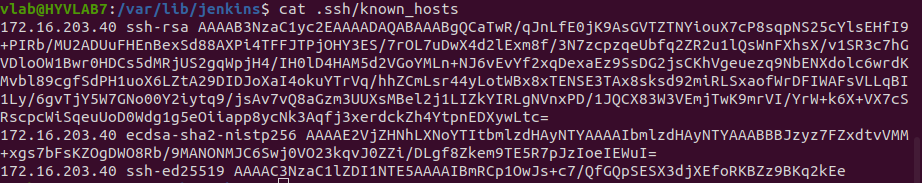 vlab@HYVLAB7:/var/lib/jenkins$ cat .ssh/known_hosts
172.16.203.40 ssh-rsa AAAAB3NzaC1yc2EAAAADAQABAAABgQCaTwR/qJnLfE0jK9AsGVTZTNYiouX7cP8sqpNS25cYlsEHfI9
+PIRb/MU2ADUuFHEnBexSd88AXPi4TFFJTPjOHY3ES/7rOL7uDwX4d2lExm8f/3N7zcpzqeUbfq2ZR2u1lQsWnFXhsX/v1SR3c7hG
VDloOW1Bwr0HDCs5dMRjUS2gqWpjH4/IH0lD4HAM5d2VGoYMLn+NJ6vEvYf2xqDexaEz9SsDG2jsCKhVgeuezq9NbENXdolc6wrdK
Mvbl89cgfSdPH1uoX6LZtA29DIDJoXaI4okuYTrVq/hhZCmLsr44yLotWBx8xTENSE3TAx8sksd92miRLSxaofWrDFIWAFsVLLqBI
1Ly/6gvTjY5W7GNo00Y2iytq9/jsAv7vQ8aGzm3UUXsMBel2j1LIZkYIRLgNVnxPD/1JQCX83W3VEmjTwK9mrVI/YrW+k6X+VX7cS
RscpcWiSqeuUoD0Wdg1g5eOiiapp8ycNk3Aqfj3xerdckZh4YtpnEDXywLtc=
172.16.203.40 ecdsa-sha2-nistp256 AAAAE2VjZHNhLXNoYTItbmlzdHAyNTYAAAAIbmlzdHAyNTYAAABBBJzyz7FZxdtvVMM
+xgs7bFsKZOgDWO8Rb/9MANONMJC6Swj0VO23kqvJ0ZZi/DLgf8Zkem9TE5R7pJzIoeIEWuI=
172.16.203.40 ssh-ed25519 AAAAC3NzaC1lZDI1NTE5AAAAIBmRCp1OwJs+c7/QfGQpSESX3djXEfoRKBZz9BKq2kEe